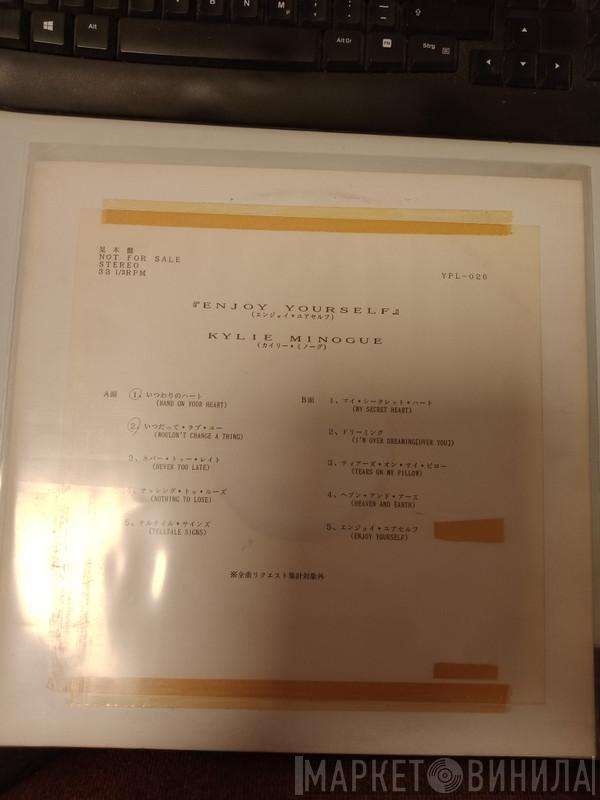 Alt
B
N
M
Alt Gr
Strg
見本盤
NOT FOR SALE
STEREO
33 1/3RPM
YPL-026
『ENJOY YOURSELF』
(エンジョイ・ユアセルフ)
KYLIE MINOGUE
(カイリー・ミノーグ)
A面 1、いつわりのハート
(HAND ON YOUR HEART)
2、いつだって・ラブ・ユー
(WOULDN'T CHANGE A THING)
3、ネバー・トゥー・レイト
(NEVER TOO LATE)
ナッシング・トゥ・ルーズ
(NOTHING TO LOSE)
5、テルテイル・サインズ
(TELLTALE SIGNS)
B面 1、マイ・シークレット・ハート
(MY SECRET HEART)
2、ドリーミング
(I'M OVER DREAMING[OVER YOU])
3、ティアーズ・オン・マイ・ピロー
(TEARS ON MY PILLOW)
4、ヘブン・アンド・アース
(HEAVEN AND EARTH)
5、エンジョイ・ユアセルフ
(ENJOY YOURSELF)
※全曲リクエスト集計対象外
МАРКЕТ ВИНИЛА